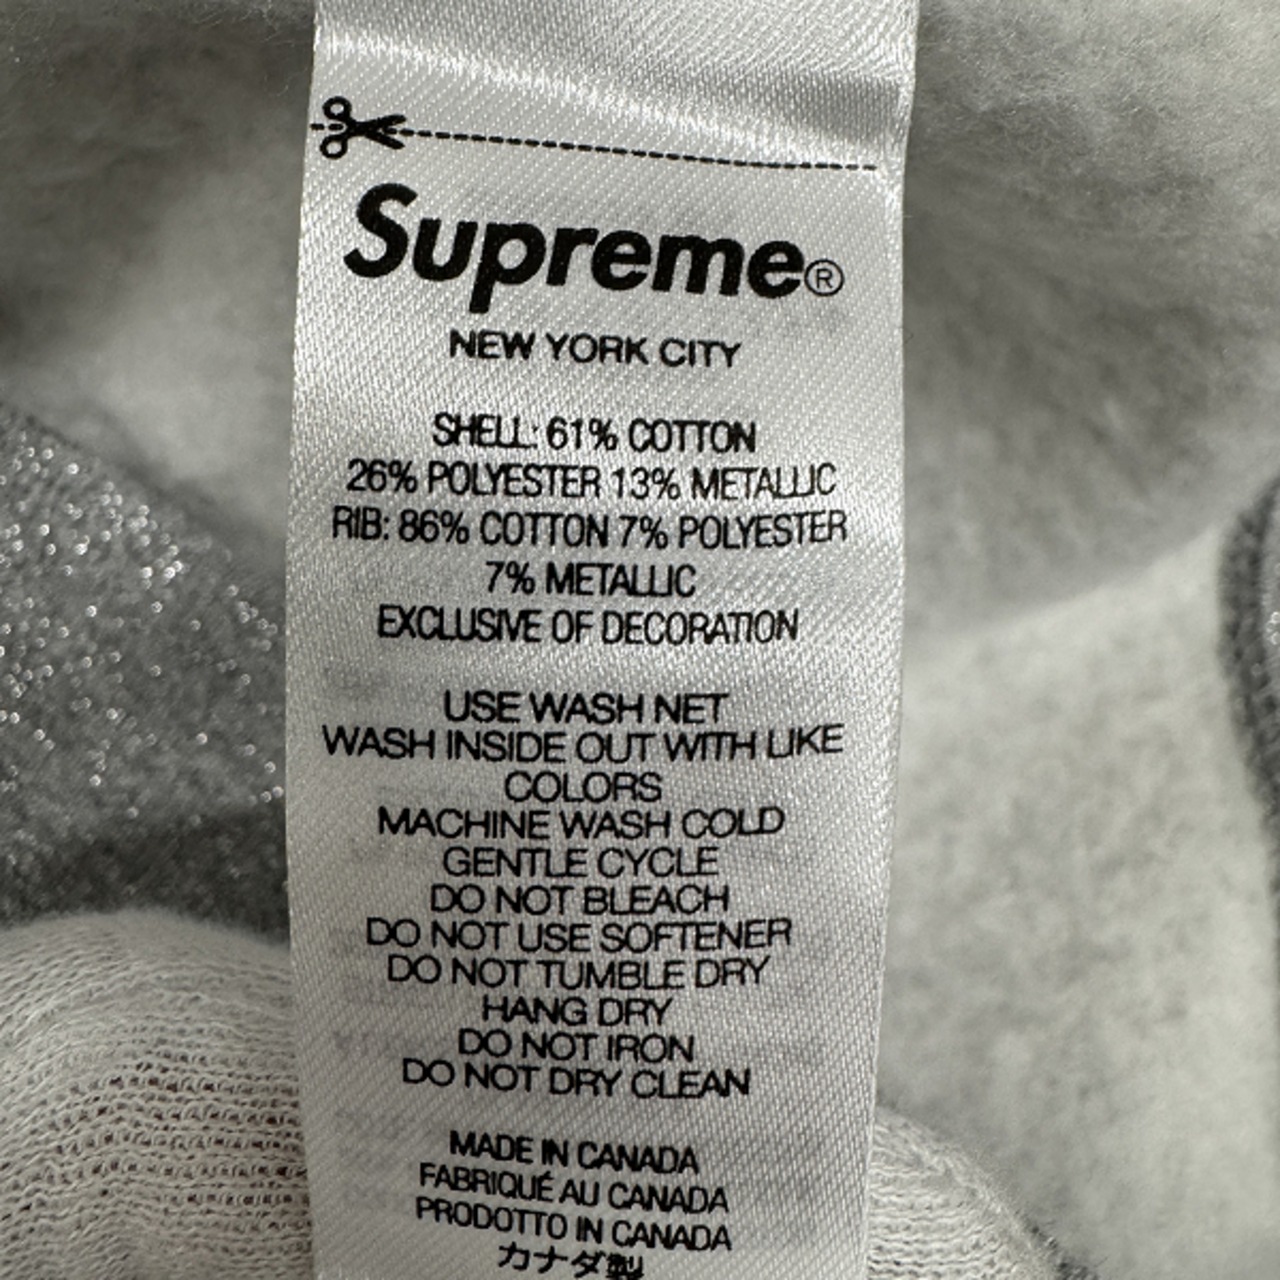 Supreme®
NEW YORK CITY
SHELL: 61% COTTON
26% POLYESTER 13% METALLIC
RIB: 86% COTTON 7% POLYESTER
7% METALLIC
EXCLUSIVE OF DECORATION
USE WASH NET
WASH INSIDE OUT WITH LIKE
COLORS
MACHINE WASH COLD
GENTLE CYCLE
DO NOT BLEACH
DO NOT USE SOFTENER
DO NOT TUMBLE DRY
HANG DRY
DO NOT IRON
DO NOT DRY CLEAN
MADE IN CANADA
FABRIQUÉ AU CANADA
PRODOTTO IN CANADA
カナダ製